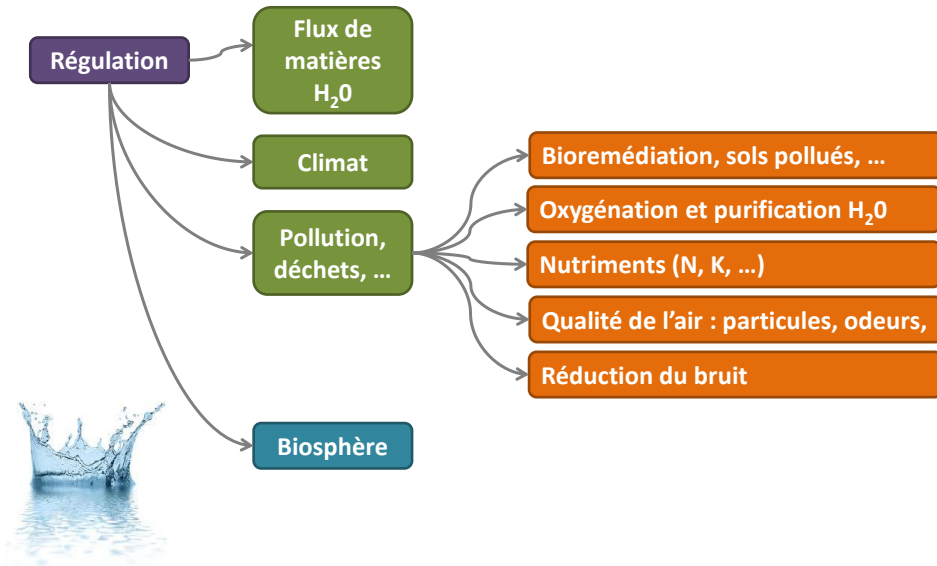 Régulation
Flux de
matières
H₂0
Climat
Pollution,
déchets, …
Biosphère
Bioremédiation, sols pollués, …
Oxygénation et purification H₂0
Nutriments (N, K, …)
Qualité de l’air : particules, odeurs,
Réduction du bruit